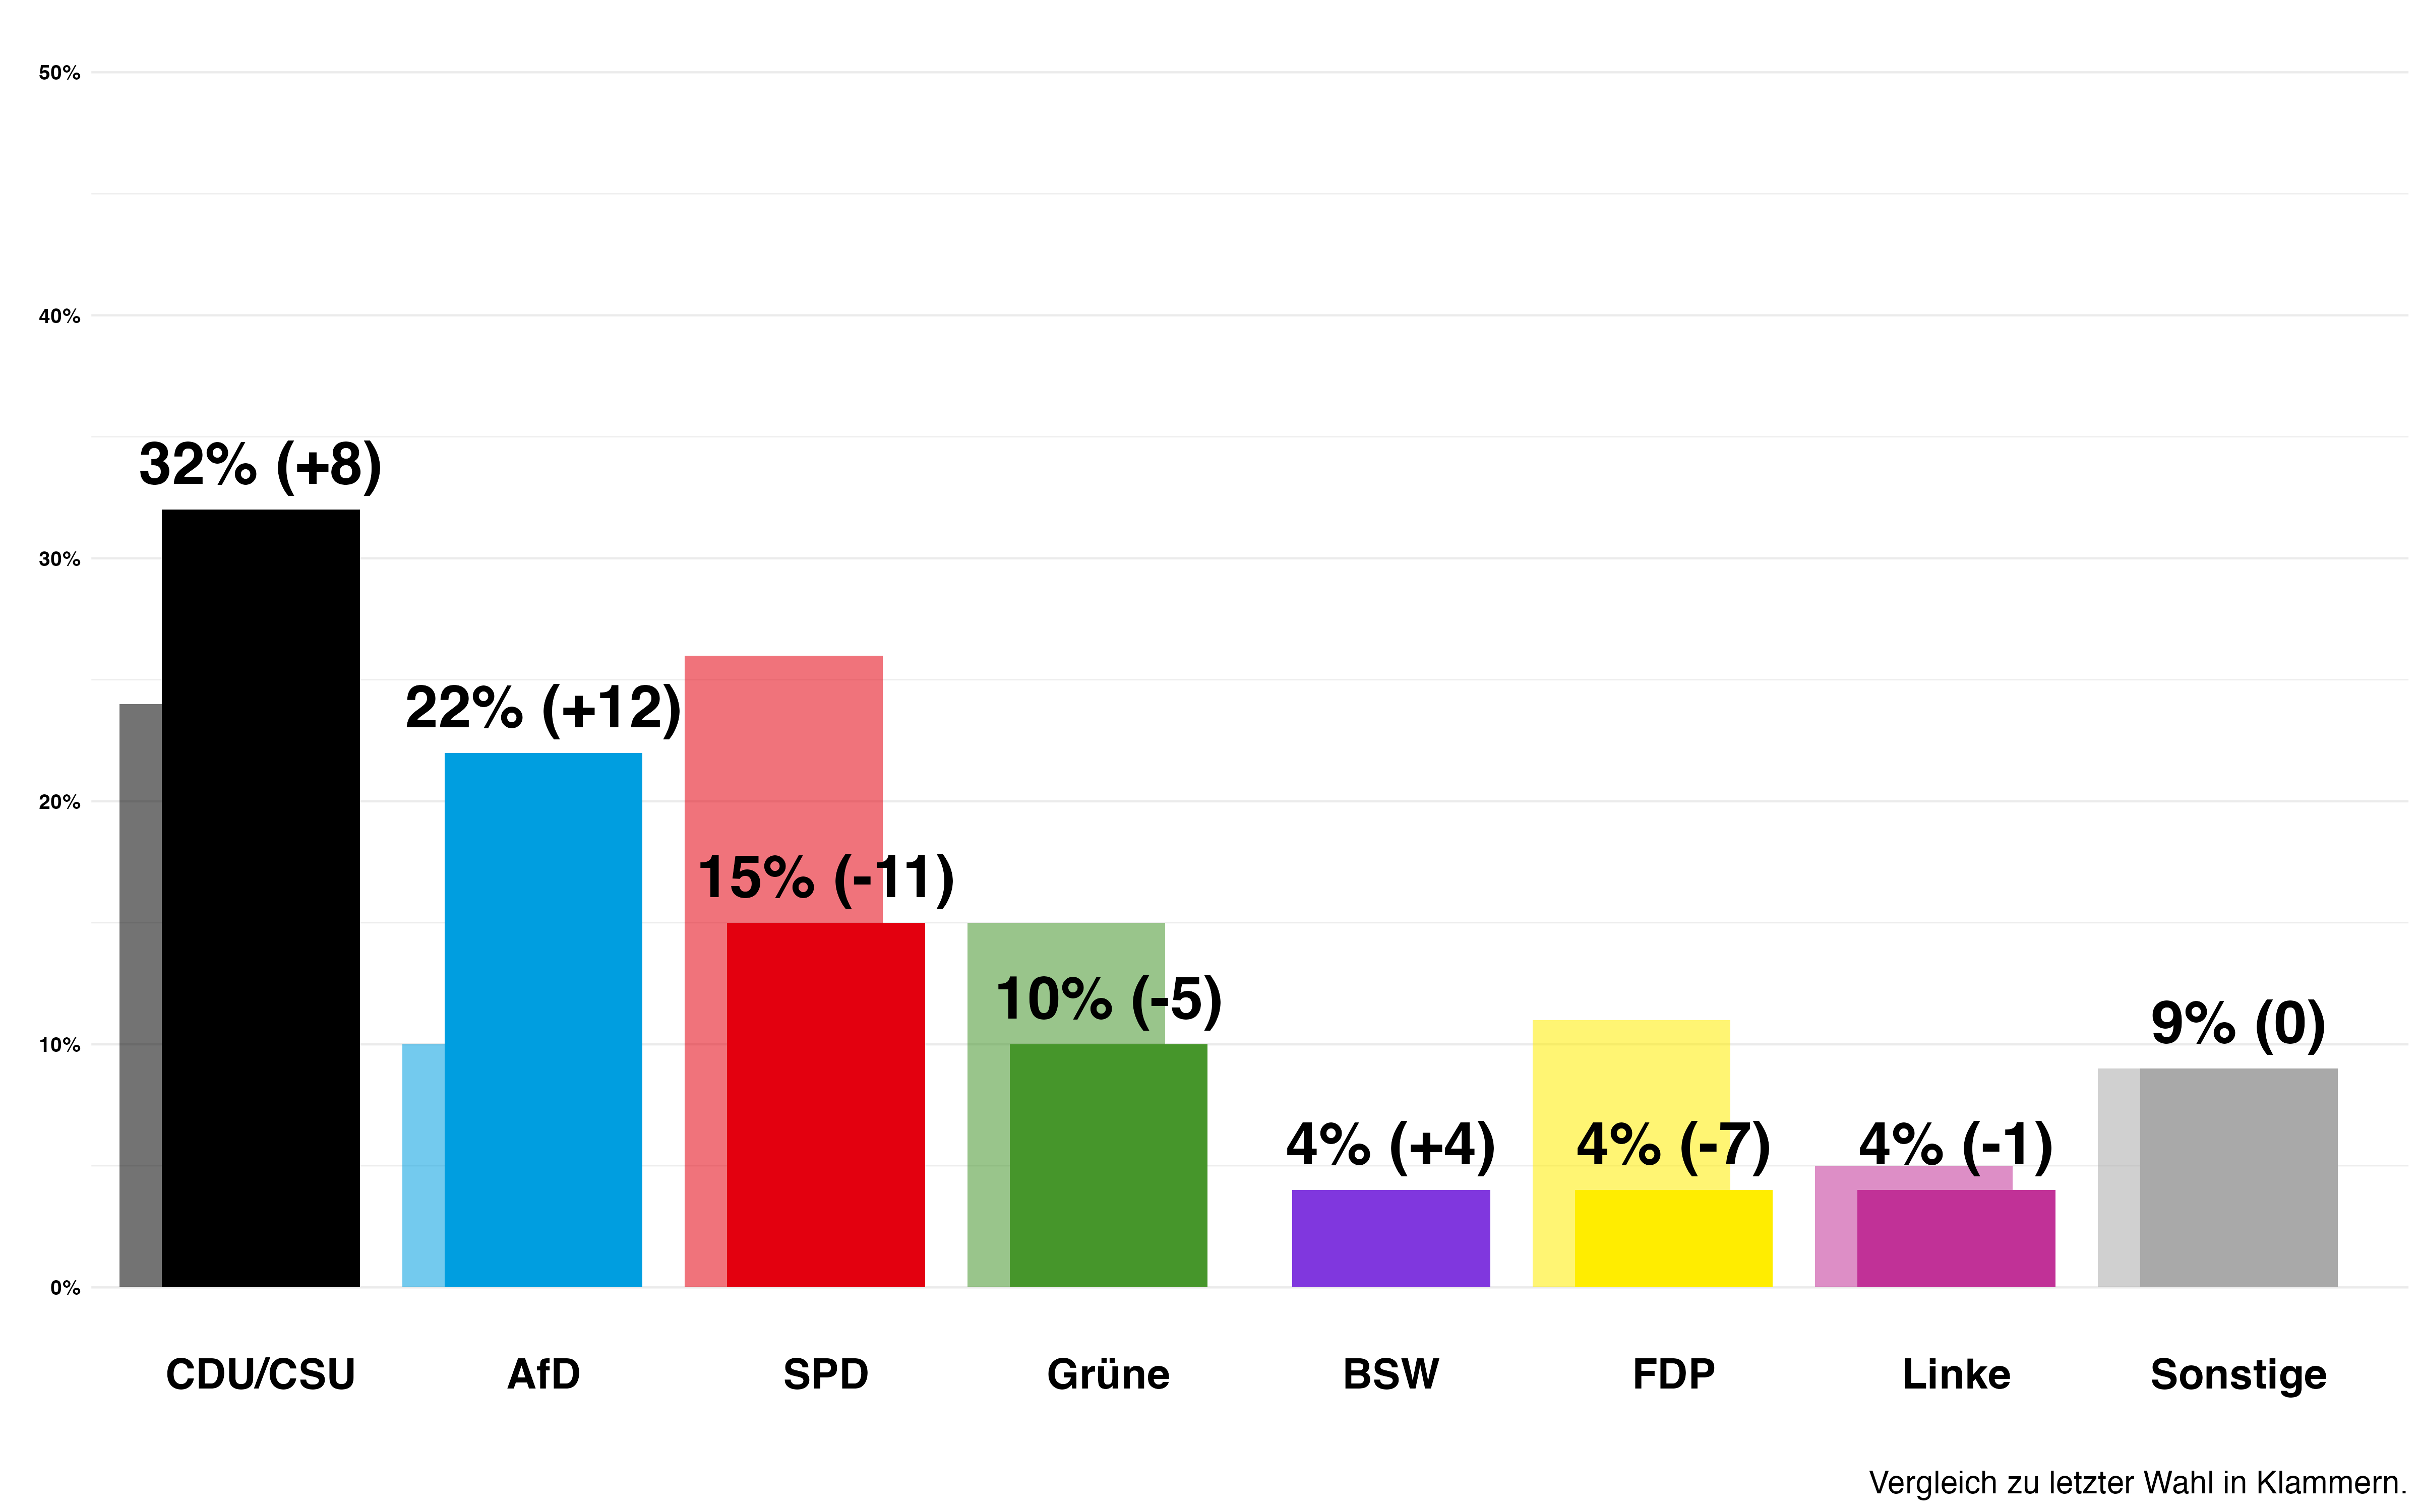 50%
40%
30%
20%
10%
0%
32% (+8)
22% (+12)
15% (-11)
10% (-5)
4% (+4)
4% (-7)
4% (-1)
9% (0)
CDU/CSU
AfD
SPD
Grüne
BSW
FDP
Linke
Sonstige
Vergleich zu letzter Wahl in Klammern.